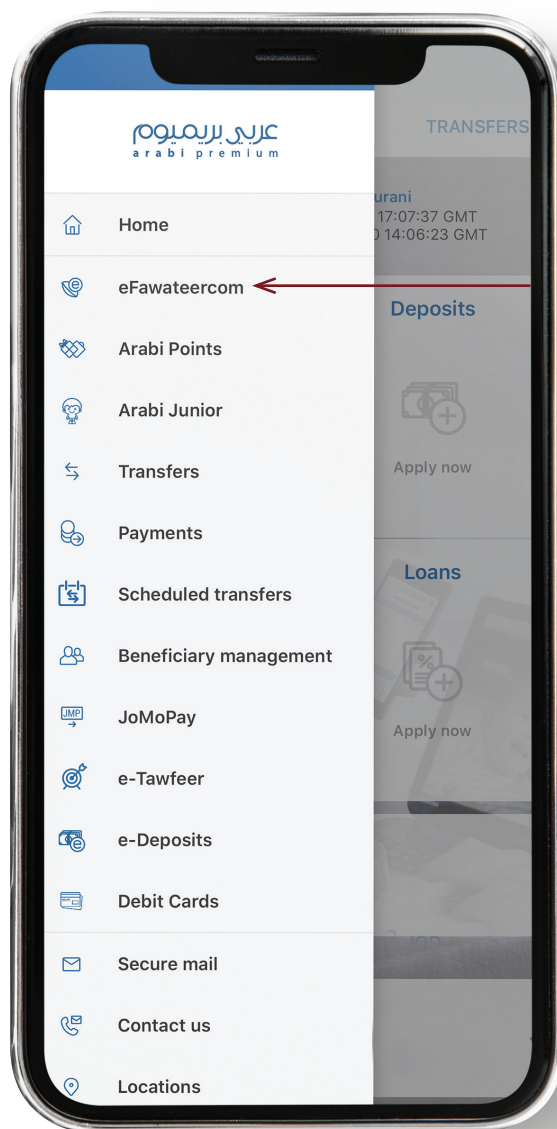 عربي بريميوم
arabi premium
TRANSFERS
urani
17:07:37 GMT
0 14:06:23 GMT
Home
eFawateercom
Arabi Points
Arabi Junior
Transfers
Payments
Scheduled transfers
Beneficiary management
JMP
JoMoPay
e-Tawfeer
e-Deposits
Debit Cards
Secure mail
Contact us
Locations
Deposits
Apply now
Loans
Apply now
JOD